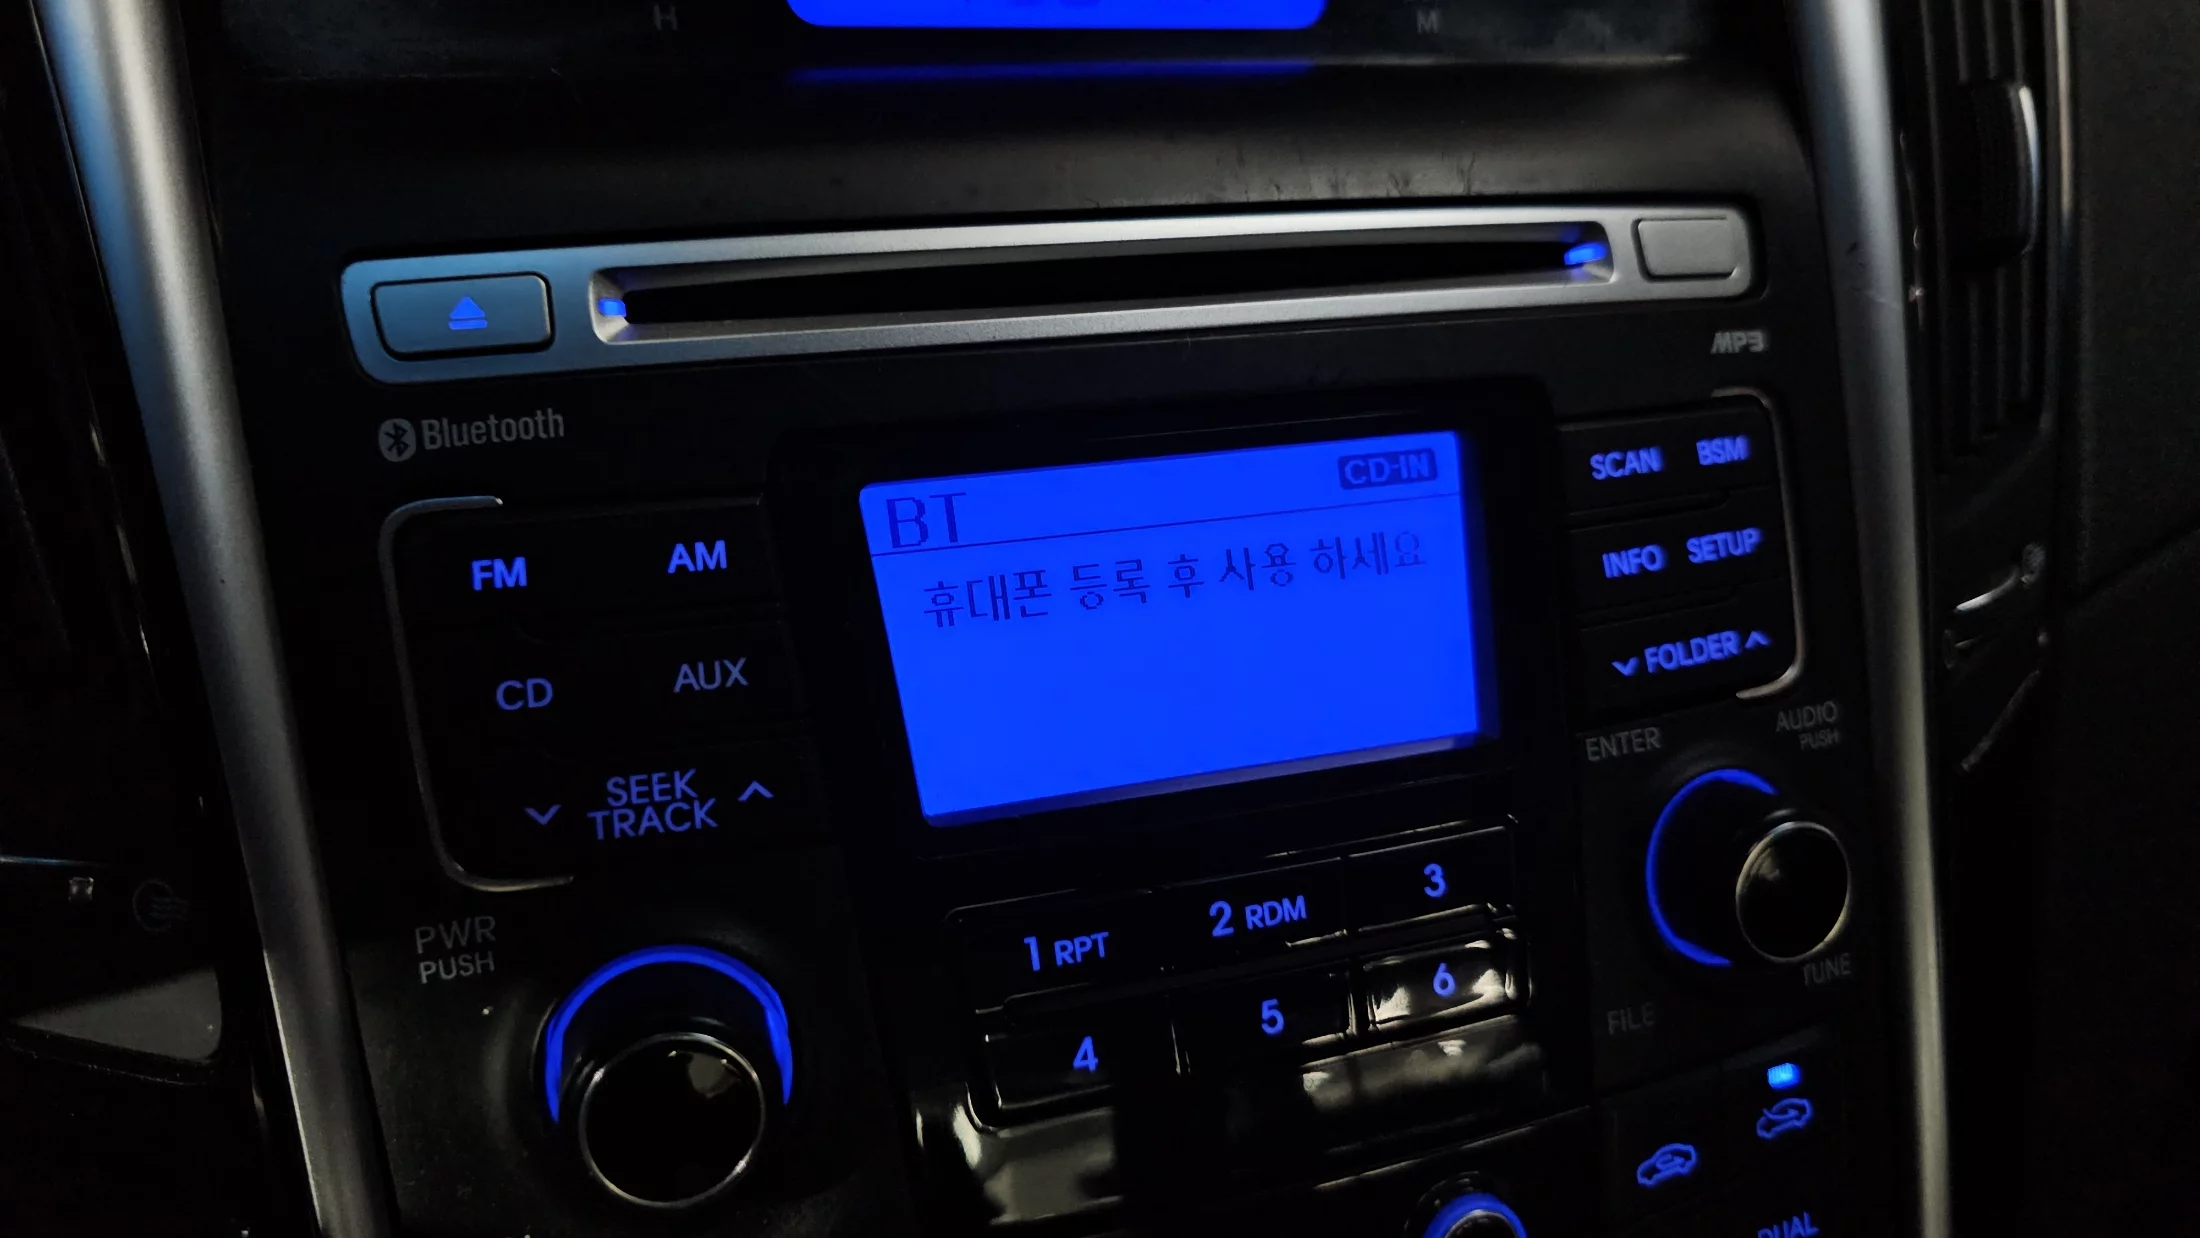 H
M
MP3
Bluetooth
CD-IN
BT
휴대폰 등록 후 사용 하세요
FM
AM
CD
AUX
SEEK
TRACK
SCAN
BSM
INFO
SETUP
FOLDER
ENTER
AUDIO
PUSH
TUNE
FILE
PWR
PUSH
1 RPT
2 RDM
3
4
5
6
DUAL